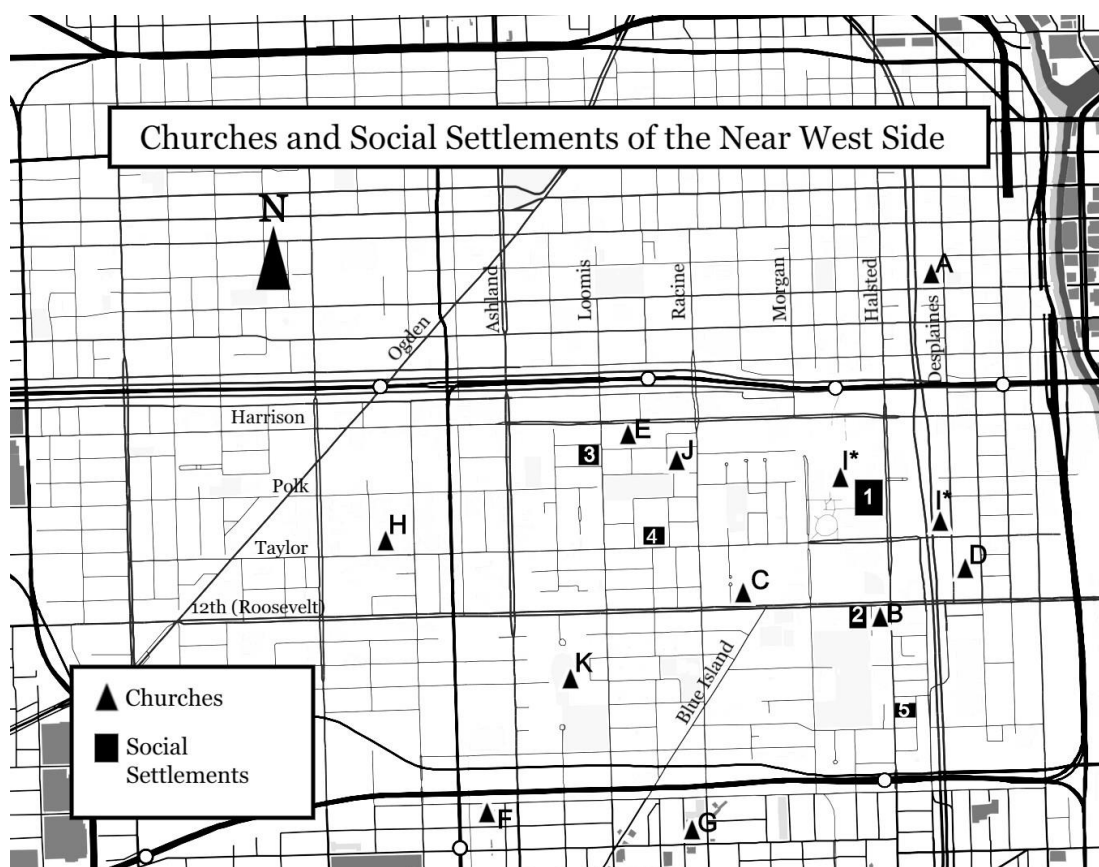 Churches and Social Settlements of the Near West Side
N
A
Ashland
Loomis
Racine
Morgan
Halsted
Desplaines
Ogden
Harrison
E
3
J
I*
1
Polk
I*
4
H
Taylor
D
C
12th (Roosevelt)
2
B
K
Blue Island
5
Churches
Social
Settlements
F
G